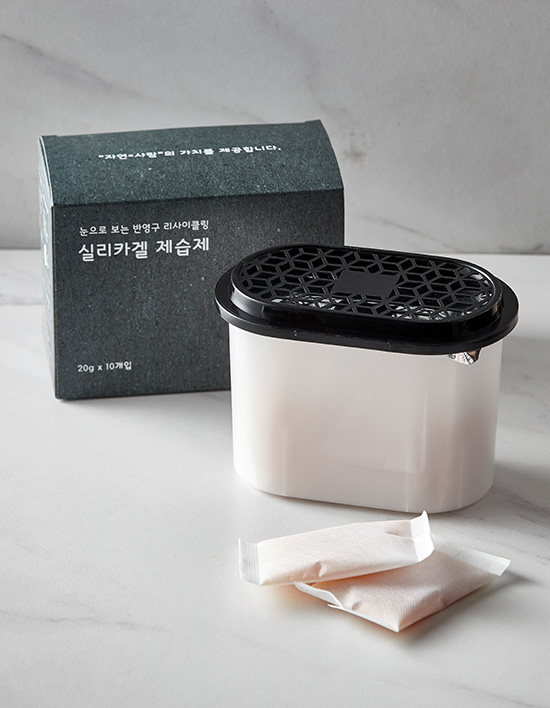 "자연=사람"의 가치를 제공합니다.
눈으로 보는 반영구 리사이클링
실리카겔 제습제
20g x 10개입